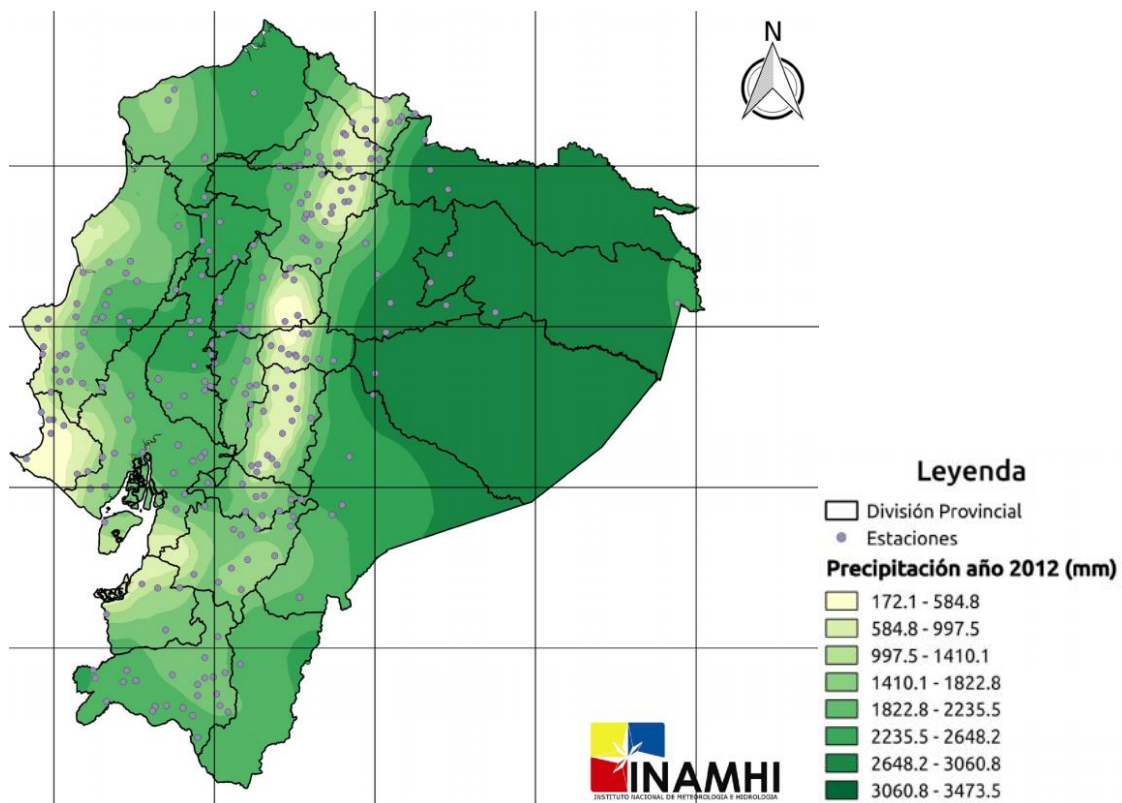 N
Leyenda
División Provincial
Estaciones
Precipitación año 2012 (mm)
172.1 - 584.8
584.8 - 997.5
997.5 - 1410.1
1410.1 - 1822.8
1822.8 - 2235.5
2235.5 - 2648.2
2648.2 - 3060.8
3060.8 - 3473.5
INAMHI
INSTITUTO NACIONAL DE METEOROLOGIA E HIDROLOGIA